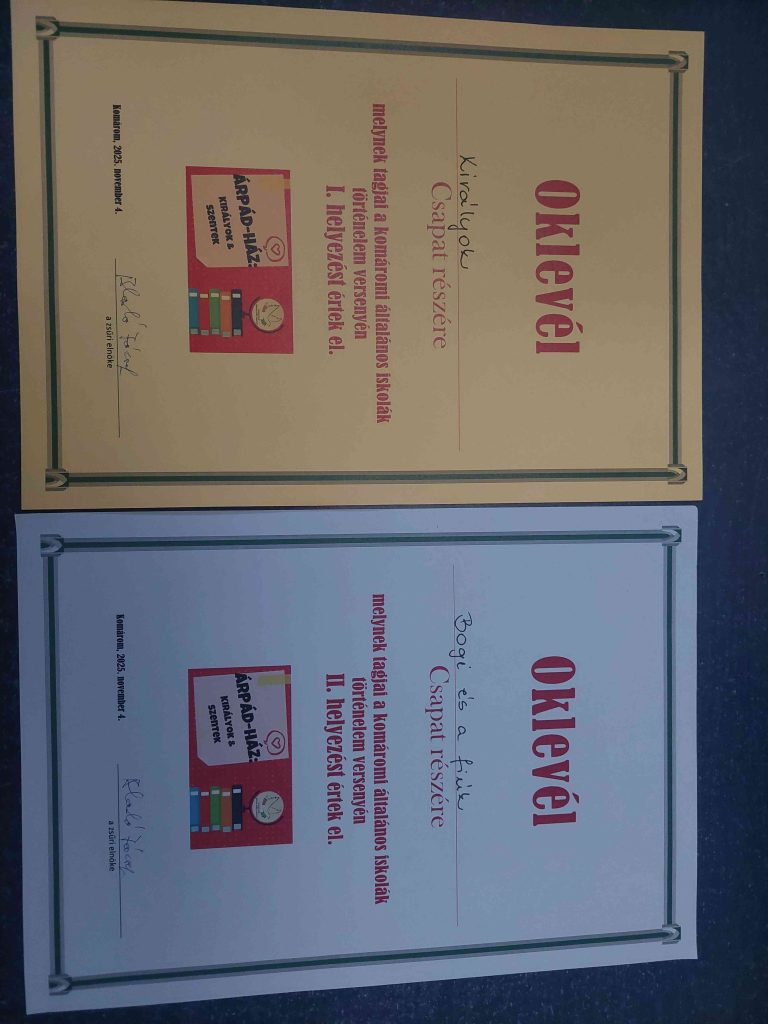 Oklevél
Királyok
Csapat részére
melynek tagjai a komáromi általános iskolák
történelem versenyén
I. helyezést értek el.
ÁRPÁD-HÁZ:
KIRÁLYOK &
SZENTEK
Komárom, 2025. november 4.
a zsűri elnöke
Oklevél
Bogi és a fiúk
Csapat részére
melynek tagjai a komáromi általános iskolák
történelem versenyén
II. helyezést értek el.
ÁRPÁD-HÁZ:
KIRÁLYOK &
SZENTEK
Komárom, 2025. november 4.
a zsűri elnöke